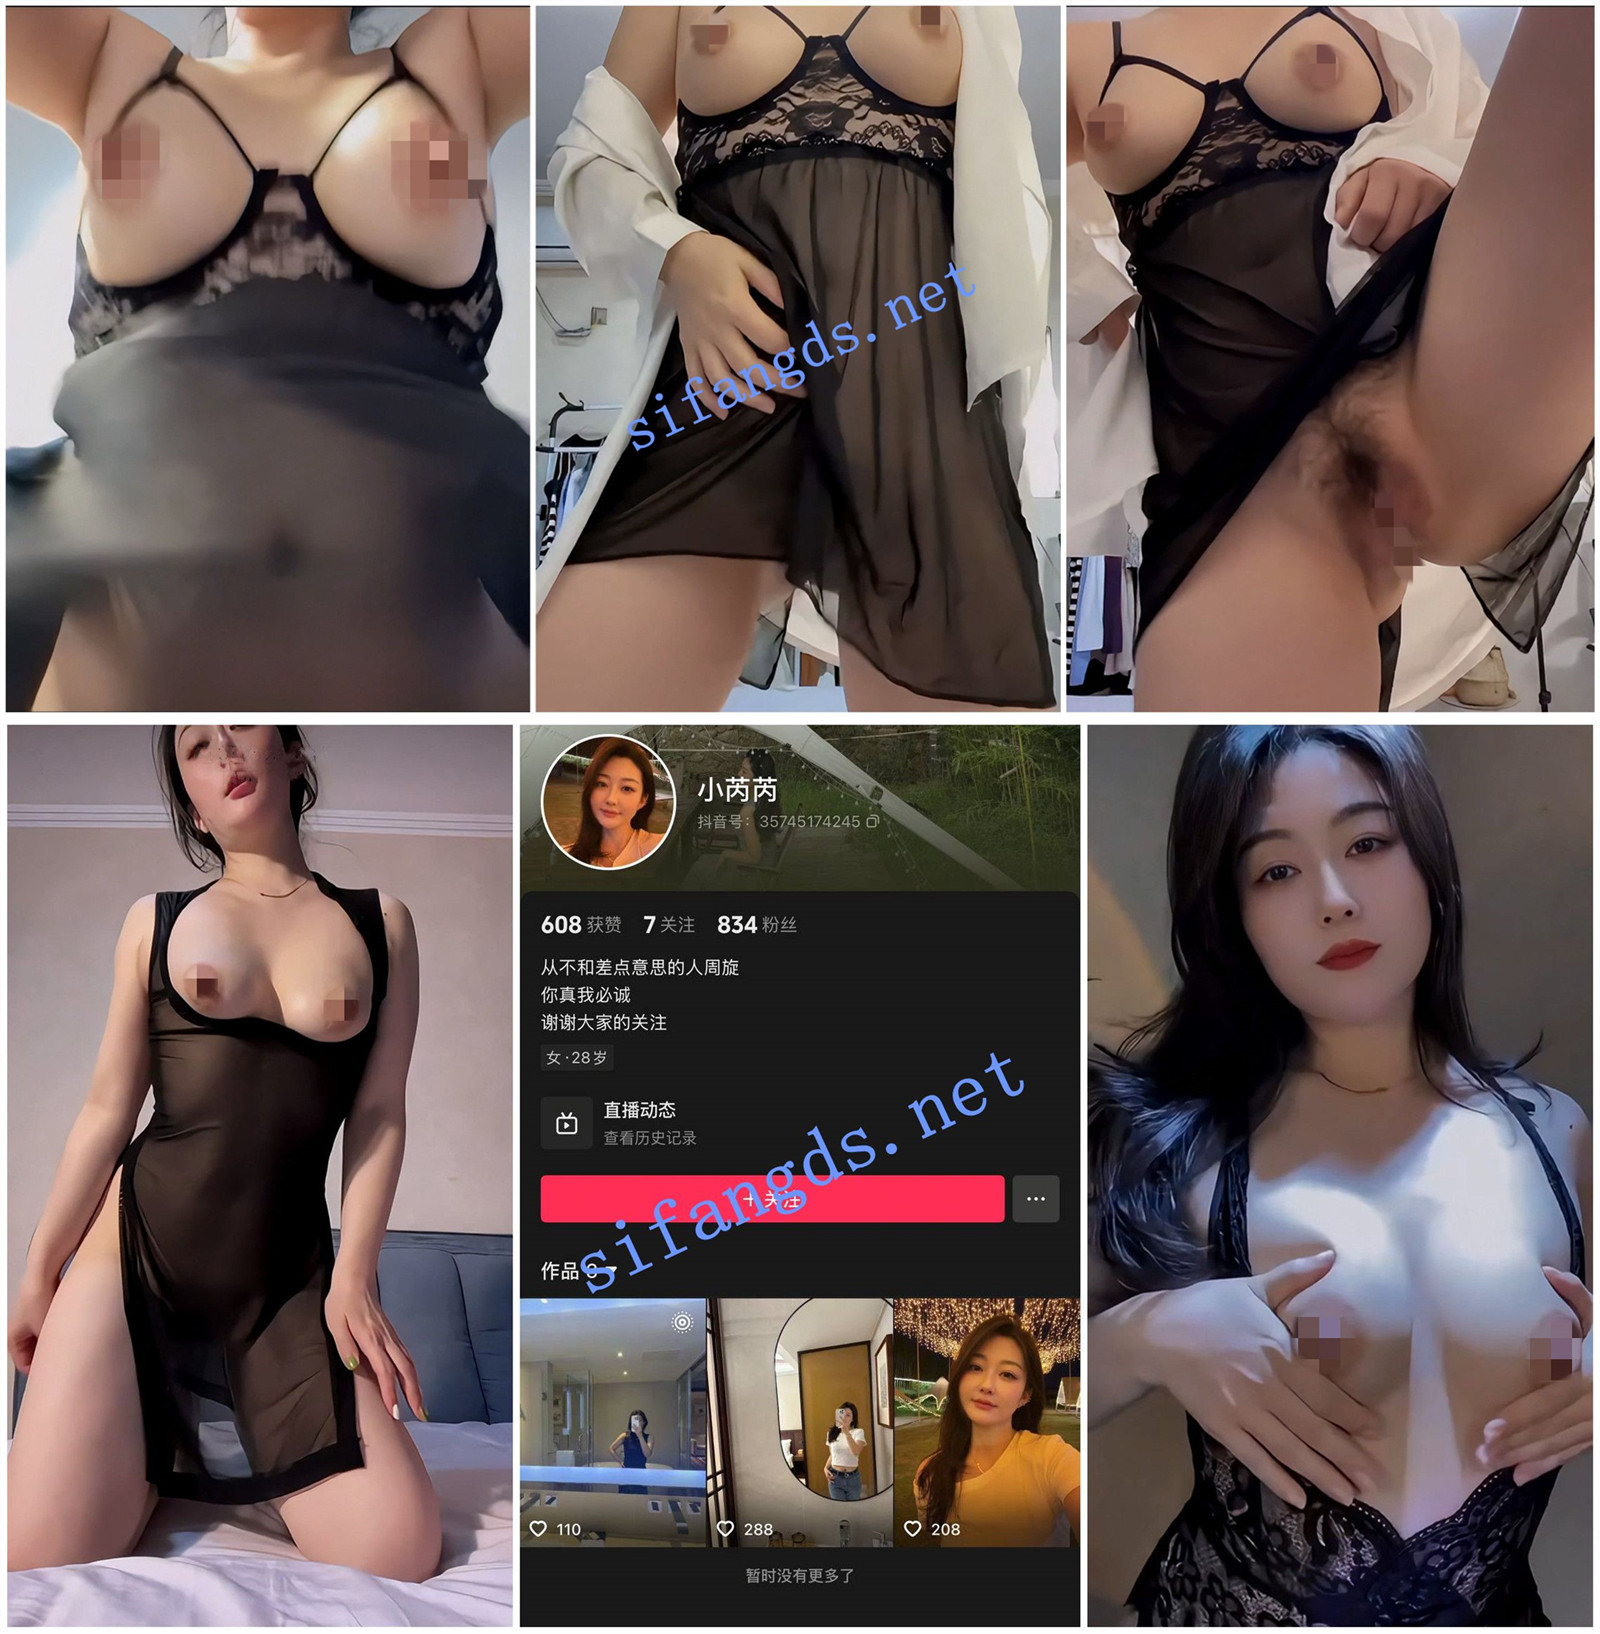 sifangds.net
小芮芮
抖音号：35745174245
608 获赞 7 关注 834 粉丝
从不和差点意思的人周旋
你真我必诚
谢谢大家的关注
女·28岁
直播动态
查看历史记录
sifangds.net
+ 关注
作品
110
288
208
暂时没有更多了